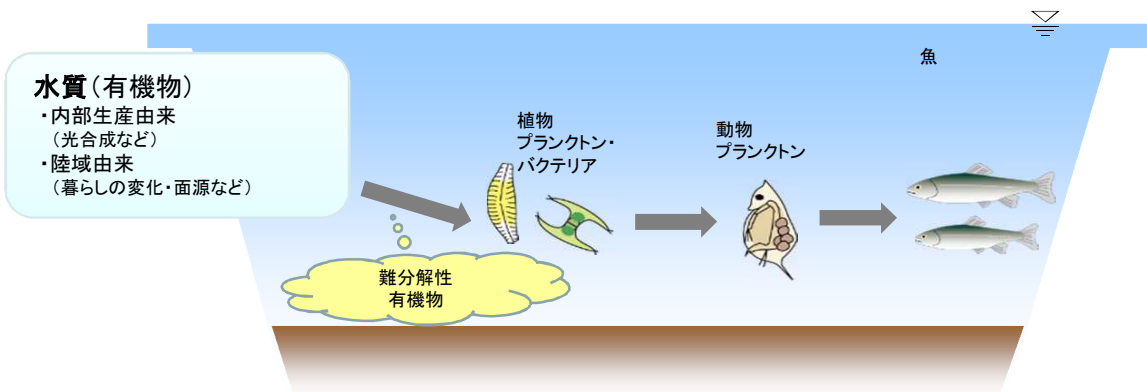 水質(有機物)
・内部生産由来
(光合成など)
・陸域由来
(暮らしの変化・面源など)
植物
プランクトン・
バクテリア
動物
プランクトン
魚
難分解性
有機物